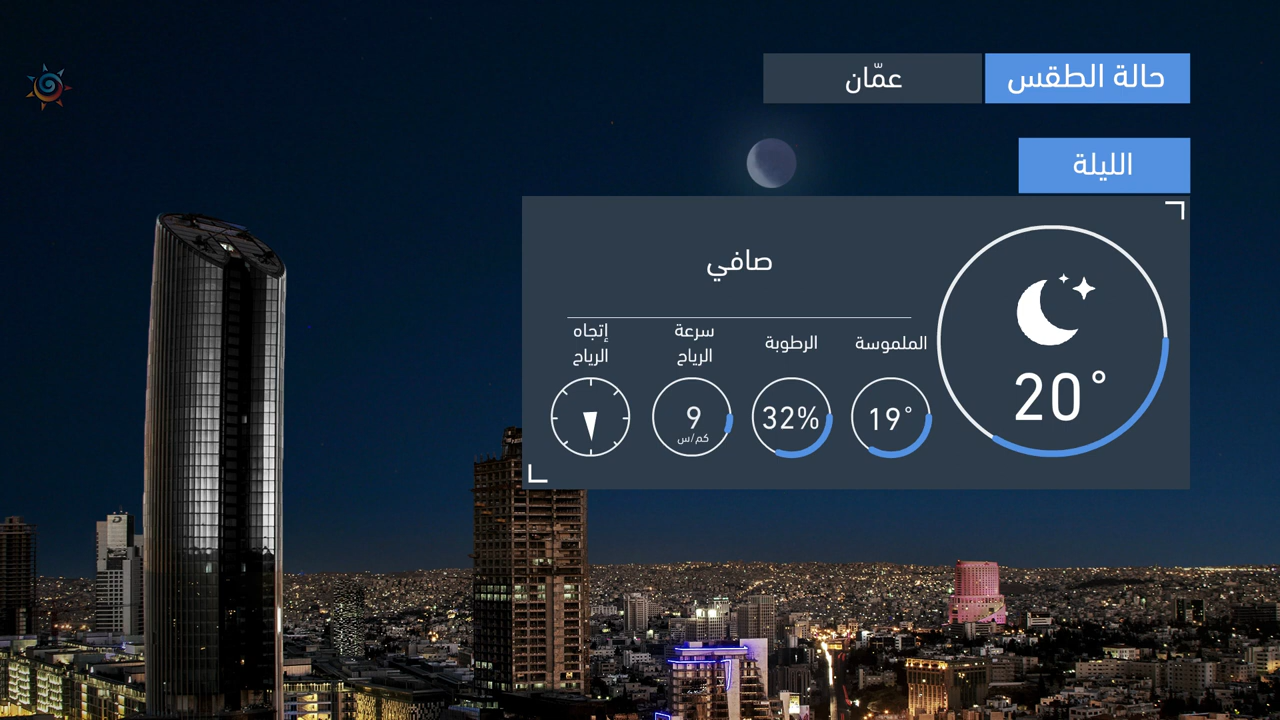 حالة الطقس
عمّان
الليلة
صافي
20°
الملموسة
19°
الرطوبة
32%
سرعة
الرياح
9
كم/س
إتجاه
الرياح